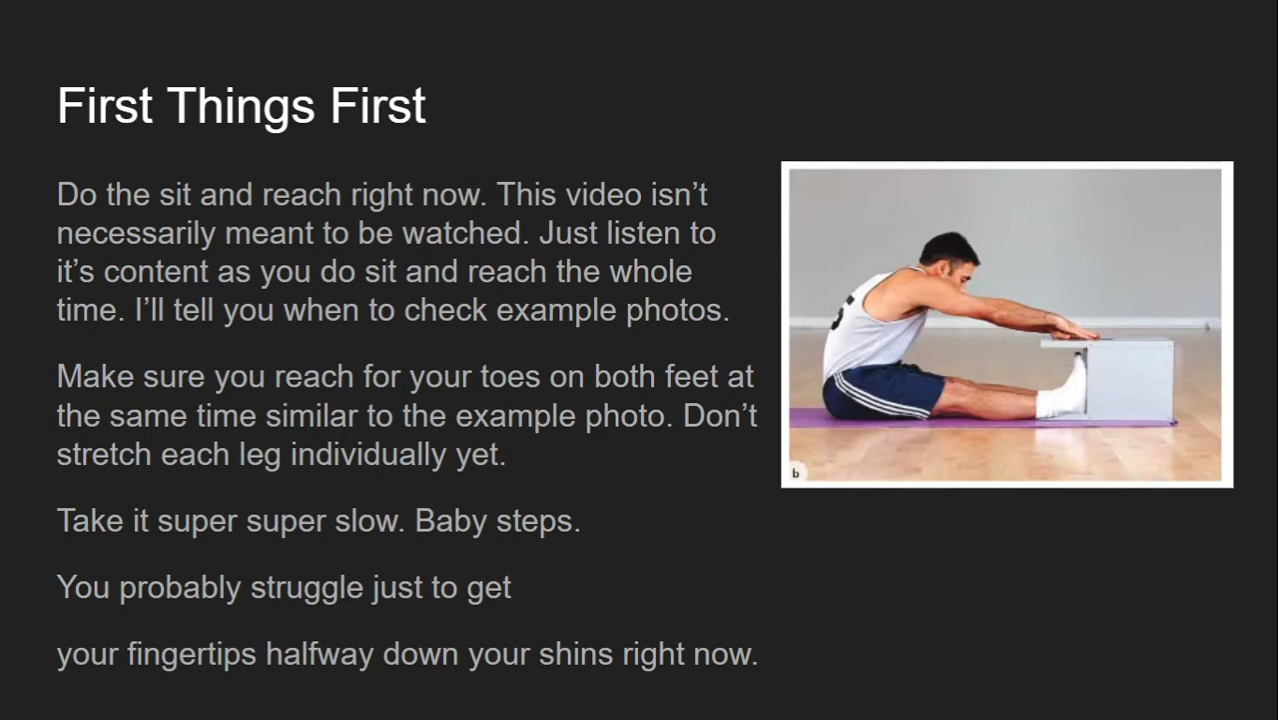 First Things First
Do the sit and reach right now. This video isn’t
necessarily meant to be watched. Just listen to
it’s content as you do sit and reach the whole
time. I’ll tell you when to check example photos.
Make sure you reach for your toes on both feet at
the same time similar to the example photo. Don’t
stretch each leg individually yet.
Take it super super slow. Baby steps.
You probably struggle just to get
your fingertips halfway down your shins right now.
5
b